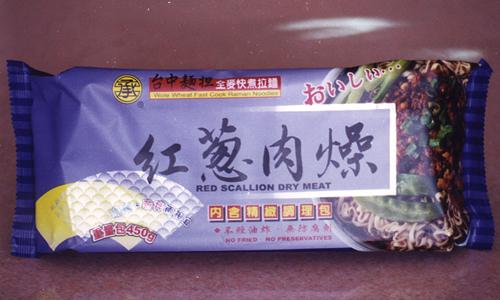 承
®
台中麵担 全麥快煮拉麵
Wole Wheat Fast Cook Raman Noodles
おいしい...
紅蔥肉燥
RED SCALLION DRY MEAT
內含精緻調理包
不經油炸・無防腐劑
NO FRIED · NO PRESERVATIVES
重量包450g